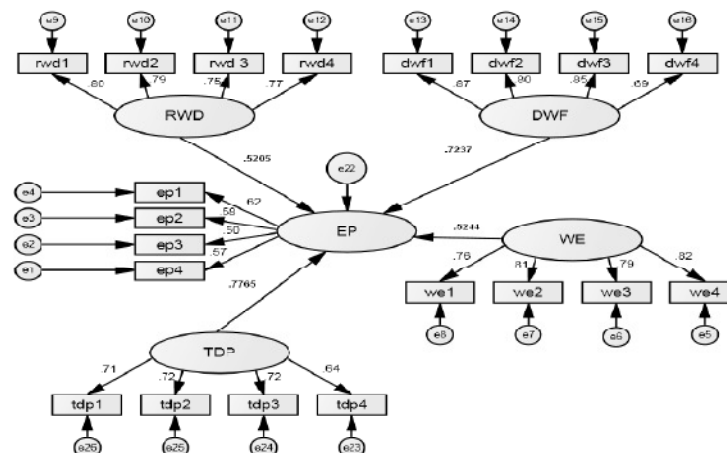 e9 e10 e11 e12 e13 e14 e15 e16
rwd1 rwd2 rwd 3 rwd4 dwf1 dwf2 dwf3 dwf4
.80 .79 .75 .77 .87 .80 .85 .69
RWD DWF
.5205 e22 .7237
e4 ep1 .62
e3 ep2 .58 EP
e2 ep3 .50 WE
e1 ep4 .57
.7765 .76 .81 .79 .82
we1 we2 we3 we4
TDP e8 e7 e6 e5
.71 .72 .72 .64
tdp1 tdp2 tdp3 tdp4
e26 e25 e24 e23